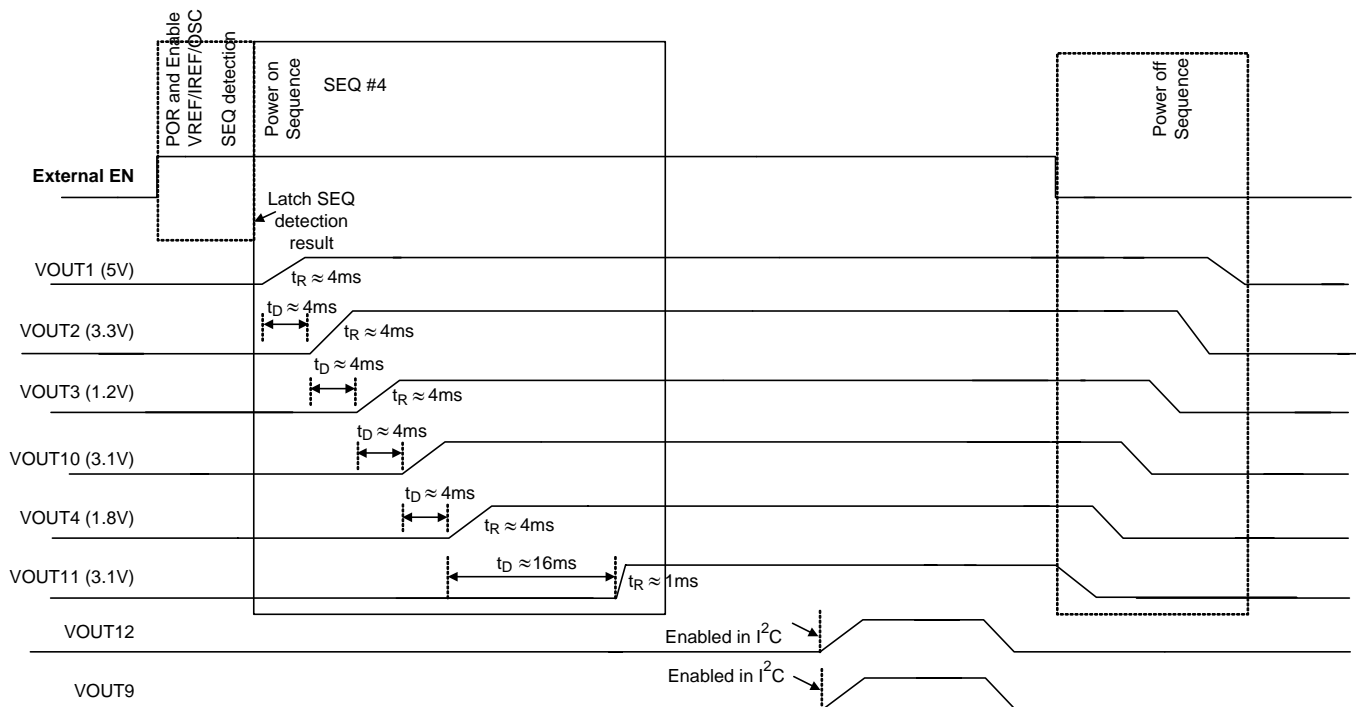 POR and Enable
VREF/IREF/OSC
SEQ detection
Power on
Sequence
SEQ #4
Power off
Sequence
External EN
Latch SEQ
detection
result
VOUT1 (5V)
tR ≈ 4ms
tD ≈ 4ms
VOUT2 (3.3V)
tR ≈ 4ms
tD ≈ 4ms
VOUT3 (1.2V)
tR ≈ 4ms
tD ≈ 4ms
VOUT10 (3.1V)
tD ≈ 4ms
VOUT4 (1.8V)
tR ≈ 4ms
tD ≈16ms
VOUT11 (3.1V)
tR ≈ 1ms
VOUT12
Enabled in I2C
Enabled in I2C
VOUT9